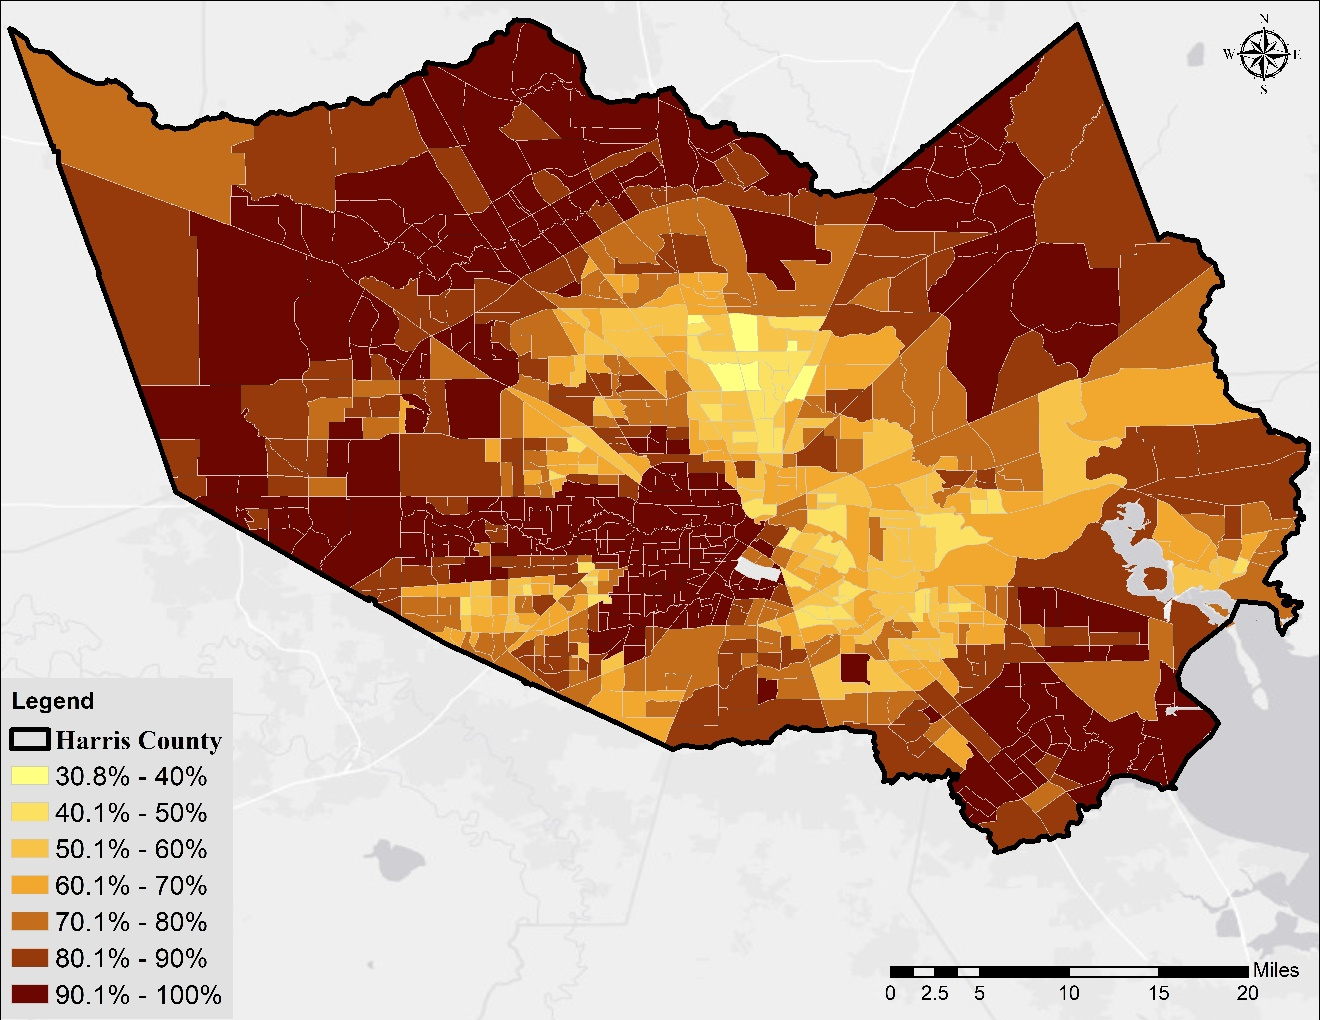 N
W E
S
Legend
Harris County
30.8% - 40%
40.1% - 50%
50.1% - 60%
60.1% - 70%
70.1% - 80%
80.1% - 90%
90.1% - 100%
Miles
0 2.5 5 10 15 20